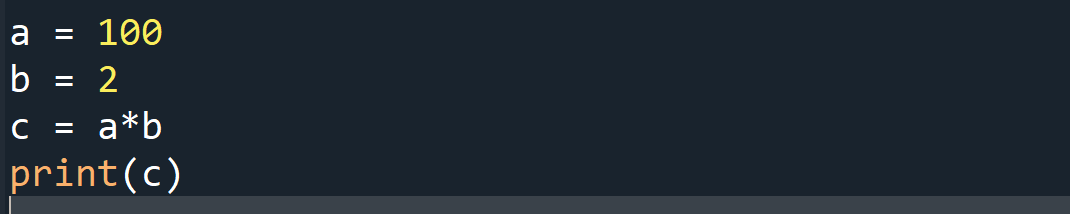 a = 100
b = 2
c = a*b
print(c)